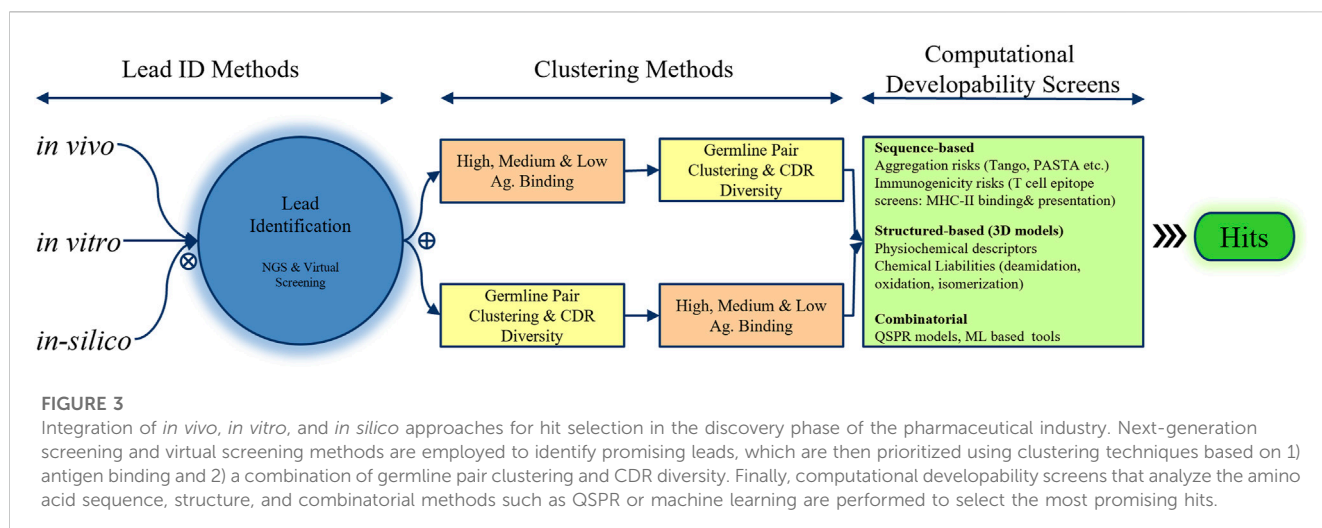 Lead ID Methods
Clustering Methods
Computational
Developability Screens
in vivo
in vitro
in-silico
Lead
Identification
NGS & Virtual
Screening
High, Medium & Low
Ag. Binding
Germline Pair
Clustering & CDR
Diversity
Germline Pair
Clustering & CDR
Diversity
High, Medium & Low
Ag. Binding
Sequence-based
Aggregation risks (Tango, PASTA etc.)
Immunogenicity risks (T cell epitope
screens: MHC-II binding& presentation)
Structured-based (3D models)
Physiochemical descriptors
Chemical Liabilities (deamidation,
oxidation, isomerization)
Combinatorial
QSPR models, ML based tools
Hits
FIGURE 3
Integration of in vivo, in vitro, and in silico approaches for hit selection in the discovery phase of the pharmaceutical industry. Next-generation
screening and virtual screening methods are employed to identify promising leads, which are then prioritized using clustering techniques based on 1)
antigen binding and 2) a combination of germline pair clustering and CDR diversity. Finally, computational developability screens that analyze the amino
acid sequence, structure, and combinatorial methods such as QSPR or machine learning are performed to select the most promising hits.